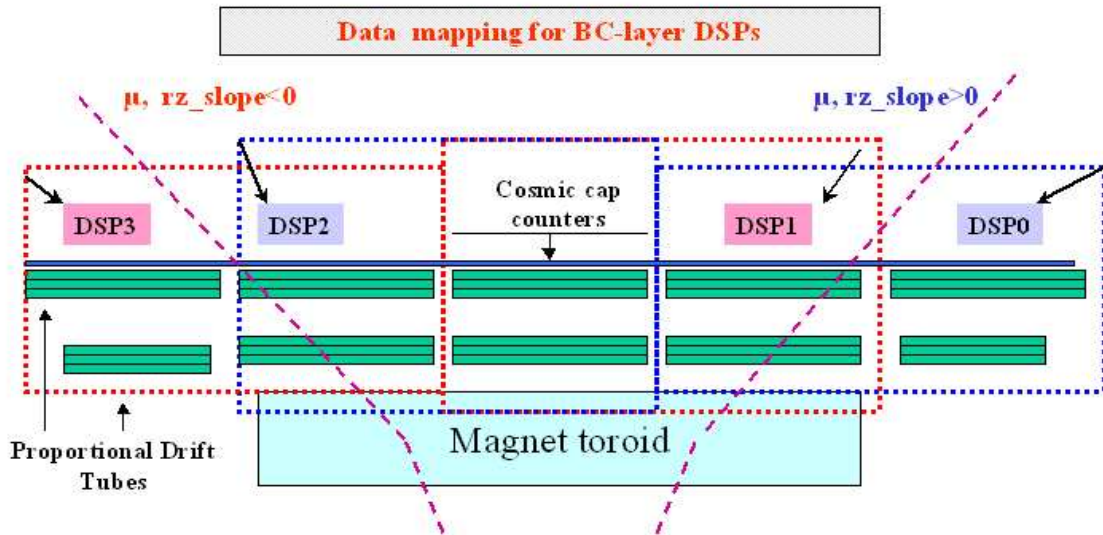 Data mapping for BC-layer DSPs
μ, rz_slope<0
μ, rz_slope>0
Cosmic cap
counters
DSP3
DSP2
DSP1
DSP0
Magnet toroid
Proportional Drift
Tubes